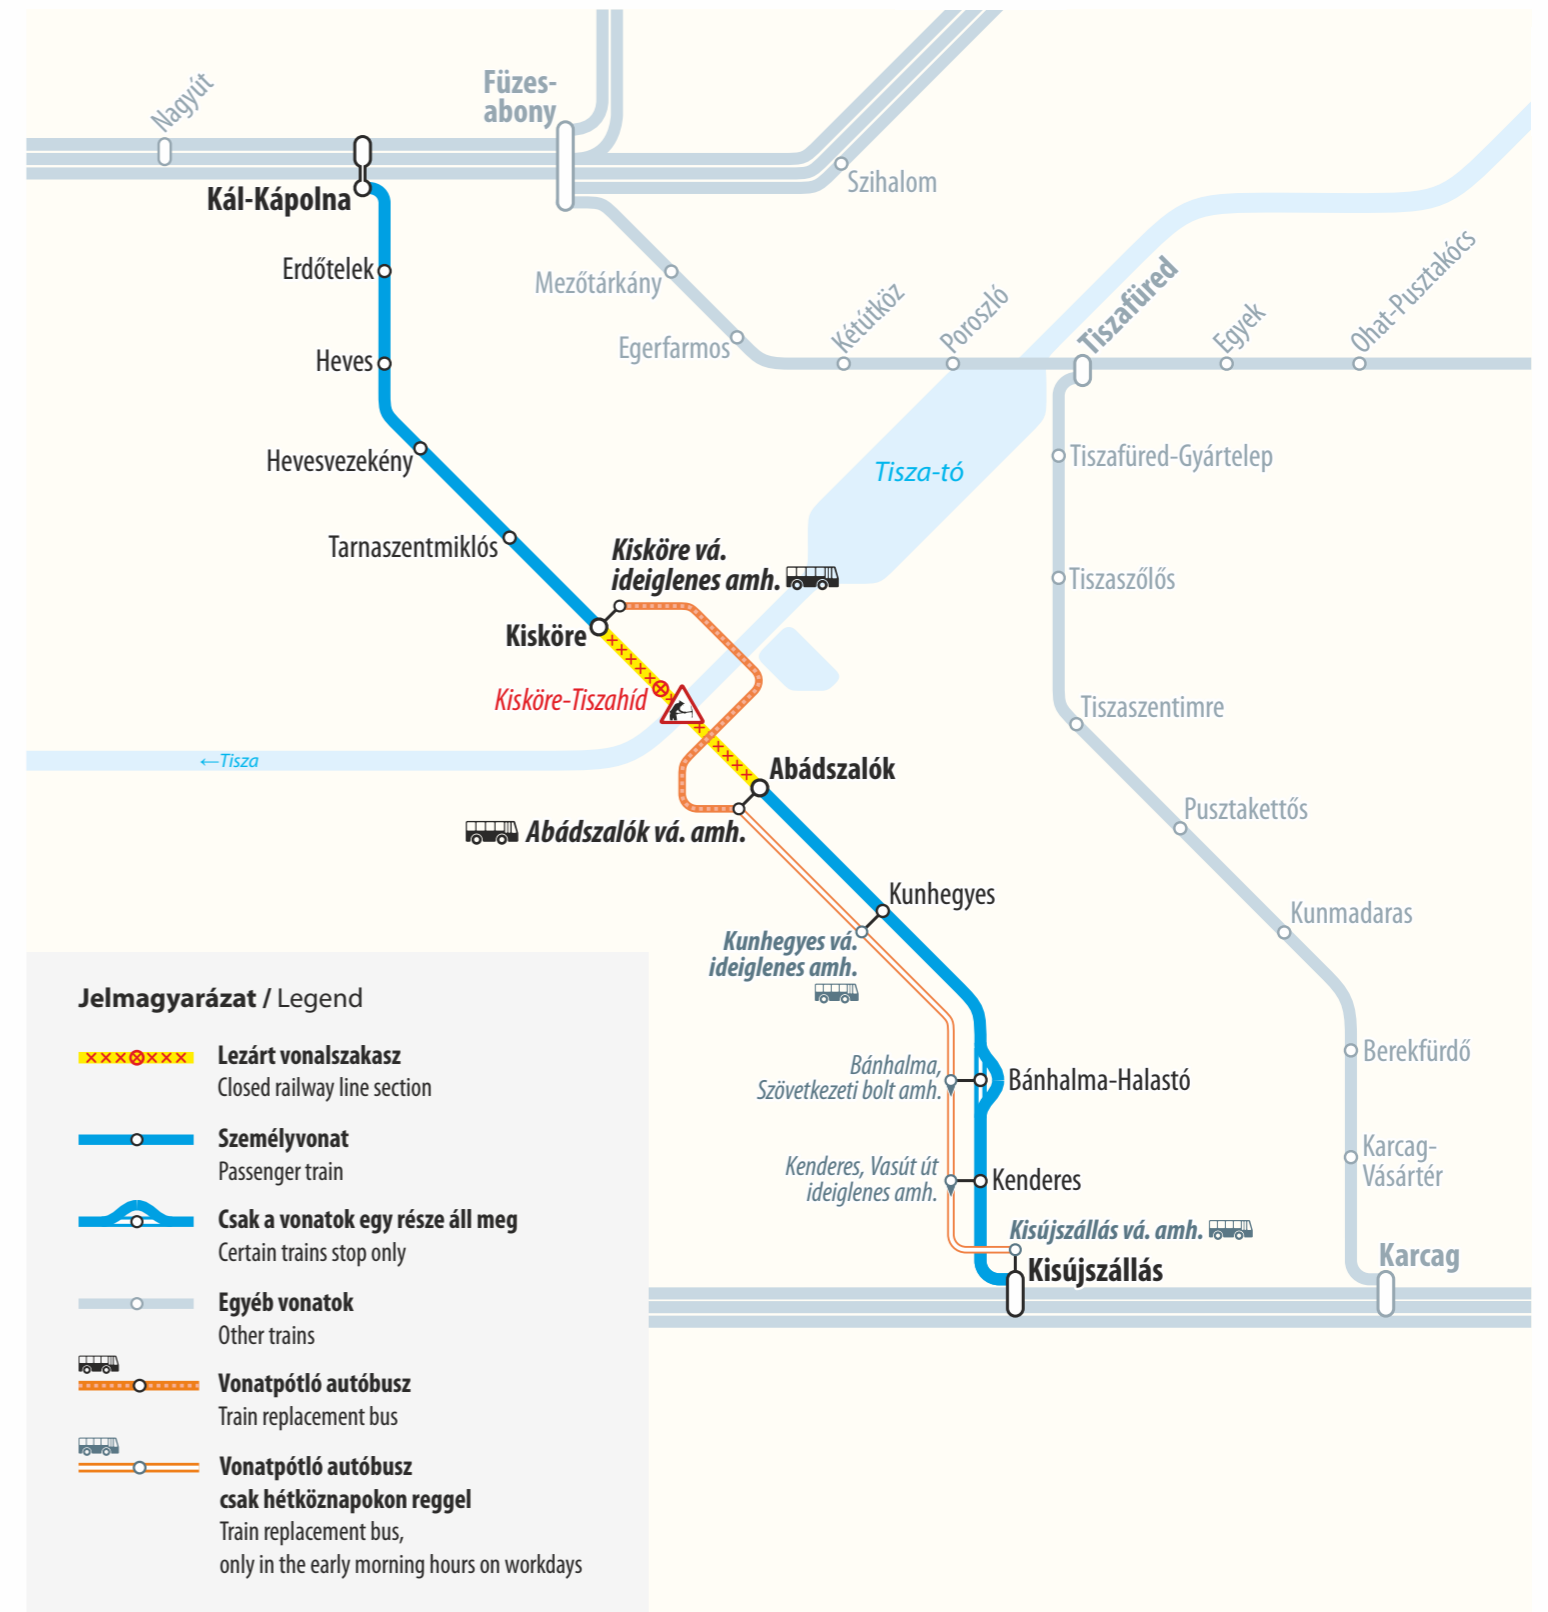 Nagyút
Füzes-
abony
Kál-Kápolna
Szihalom
Erdőtelek
Mezőtárkány
Heves
Egerfarmos
Kétútköz
Poroszló
Tiszafüred
Egyek
Ohat-Pusztakócs
Hevesvezekény
Tiszafüred-Gyártelep
Tisza-tó
Tarnaszentmiklós
Kisköre vá.
ideiglenes amh.
Tiszaszőlős
Kisköre
Kisköre-Tiszahíd
Tiszaszentimre
←Tisza
Abádszalók
Abádszalók vá. amh.
Pusztakettős
Kunhegyes
Kunmadaras
Kunhegyes vá.
ideiglenes amh.
Berekfürdő
Bánhalma,
Szövetkezeti bolt amh.
Bánhalma-Halastó
Karcag-
Vásártér
Kenderes, Vasút út
ideiglenes amh.
Kenderes
Kisújszállás vá. amh.
Kisújszállás
Karcag
Jelmagyarázat / Legend
Lezárt vonalszakasz
Closed railway line section
Személyvonat
Passenger train
Csak a vonatok egy része áll meg
Certain trains stop only
Egyéb vonatok
Other trains
Vonatpótló autóbusz
Train replacement bus
Vonatpótló autóbusz
csak hétköznapokon reggel
Train replacement bus,
only in the early morning hours on workdays